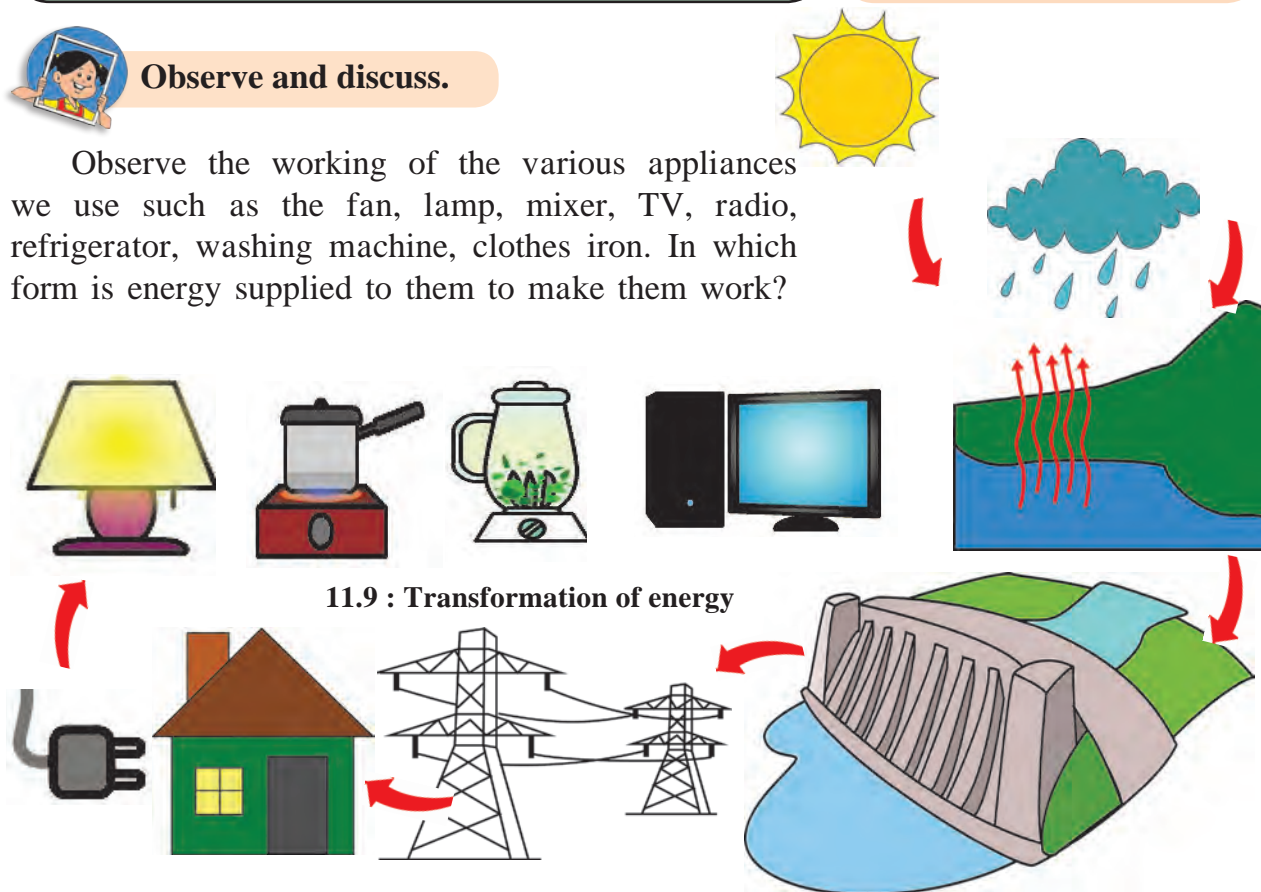 Observe and discuss.
Observe the working of the various appliances
we use such as the fan, lamp, mixer, TV, radio,
refrigerator, washing machine, clothes iron. In which
form is energy supplied to them to make them work?
11.9 : Transformation of energy